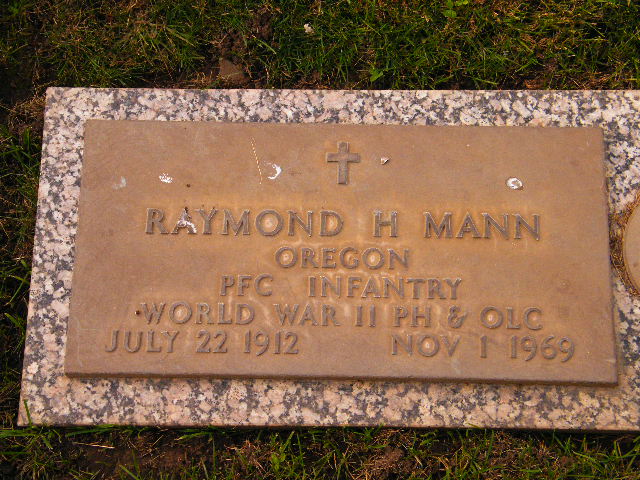 RAYMOND H MANN
OREGON
PFC INFANTRY
WORLD WAR II PH & OLC
JULY 22 1912 NOV 1 1969